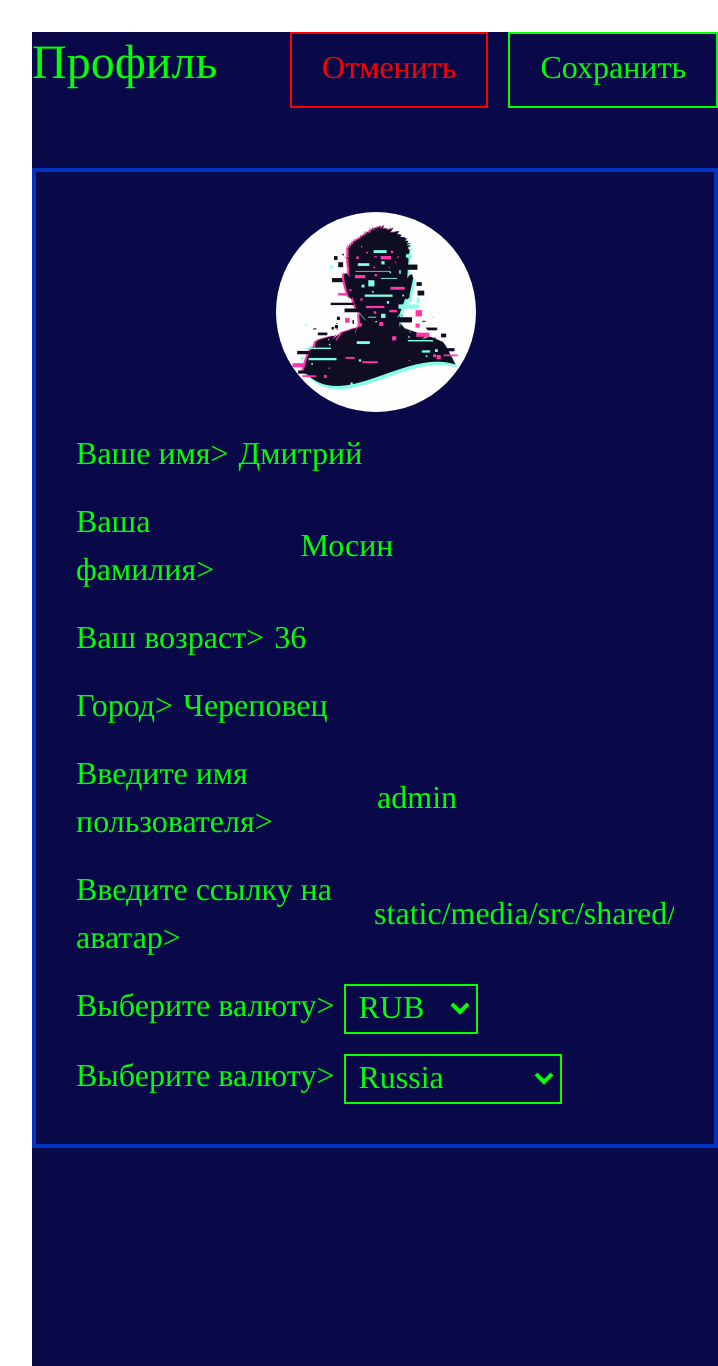 Профиль Отменить Сохранить
Ваше имя> Дмитрий
Ваша
фамилия> Мосин
Ваш возраст> 36
Город> Череповец
Введите имя
пользователя> admin
Введите ссылку на
аватар> static/media/src/shared/
Выберите валюту> RUB
Выберите валюту> Russia